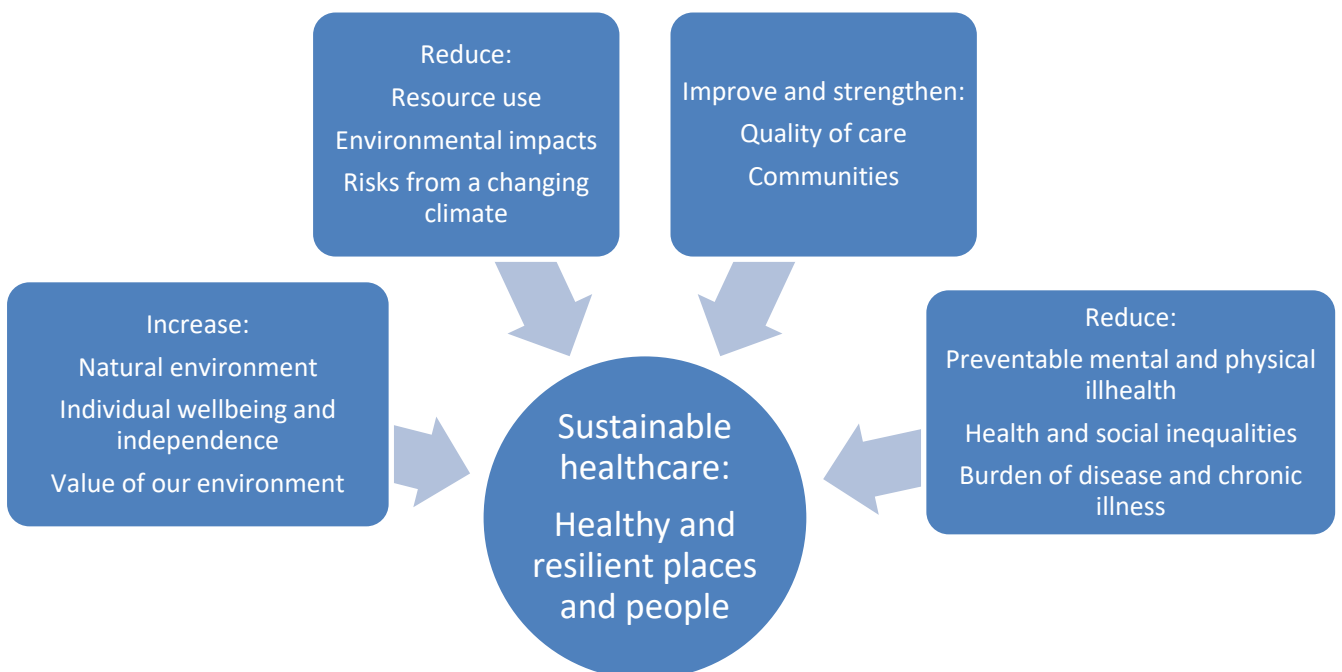 Reduce:
Resource use
Environmental impacts
Risks from a changing
climate
Improve and strengthen:
Quality of care
Communities
Increase:
Natural environment
Individual wellbeing and
independence
Value of our environment
Reduce:
Preventable mental and physical
illhealth
Health and social inequalities
Burden of disease and chronic
illness
Sustainable
healthcare:
Healthy and
resilient places
and people